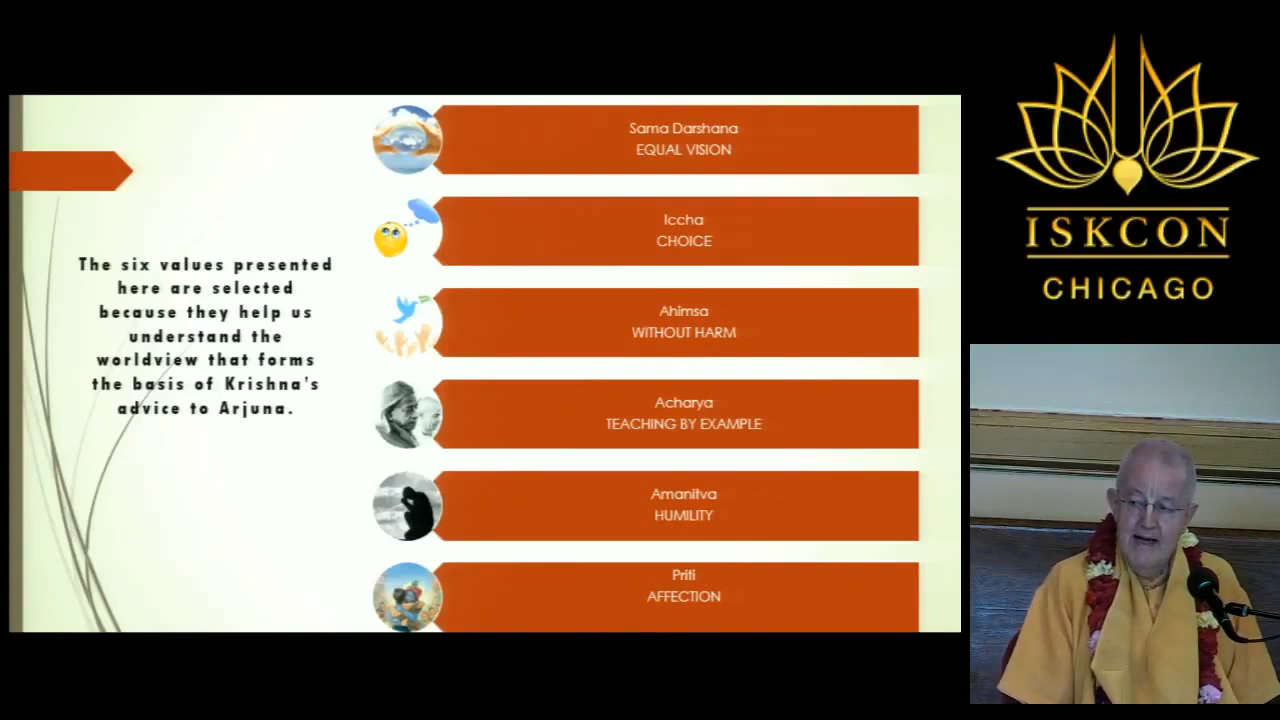 The six values presented
here are selected
because they help us
understand the
worldview that forms
the basis of Krishna's
advice to Arjuna.
Sama Darshana
EQUAL VISION
Iccha
CHOICE
Ahimsa
WITHOUT HARM
Acharya
TEACHING BY EXAMPLE
Amanitva
HUMILITY
Priti
AFFECTION
ISKCON
CHICAGO